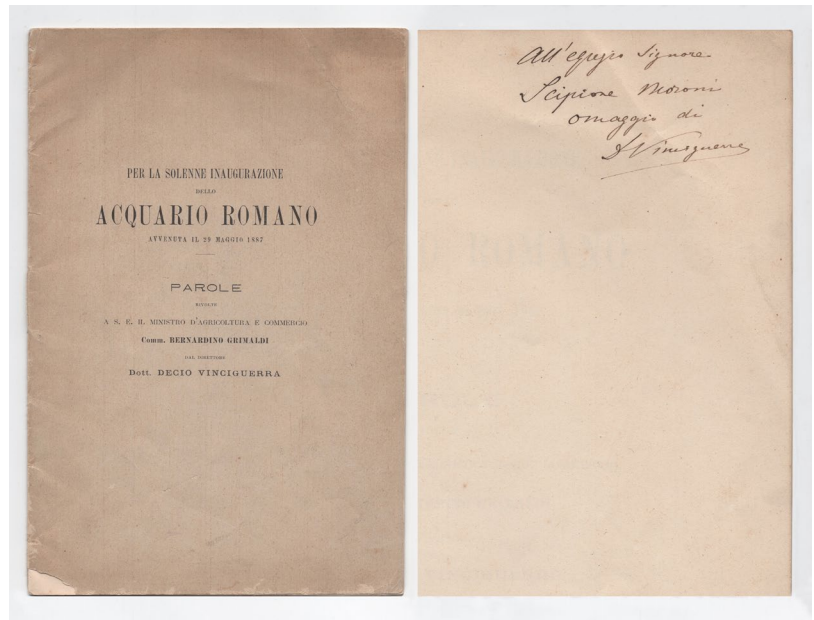 PER LA SOLENNE INAUGURAZIONE
DELLO
ACQUARIO ROMANO
AVVENUTA IL 29 MAGGIO 1887
PAROLE
RIVOLTE
A S. E. IL MINISTRO D'AGRICOLTURA E COMMERCIO
Comm. BERNARDINO GRIMALDI
DAL DIRETTORE
Dott. DECIO VINCIGUERRA
All'egregio Signore
Scipione Moroni
omaggio di
D Vinciguerra